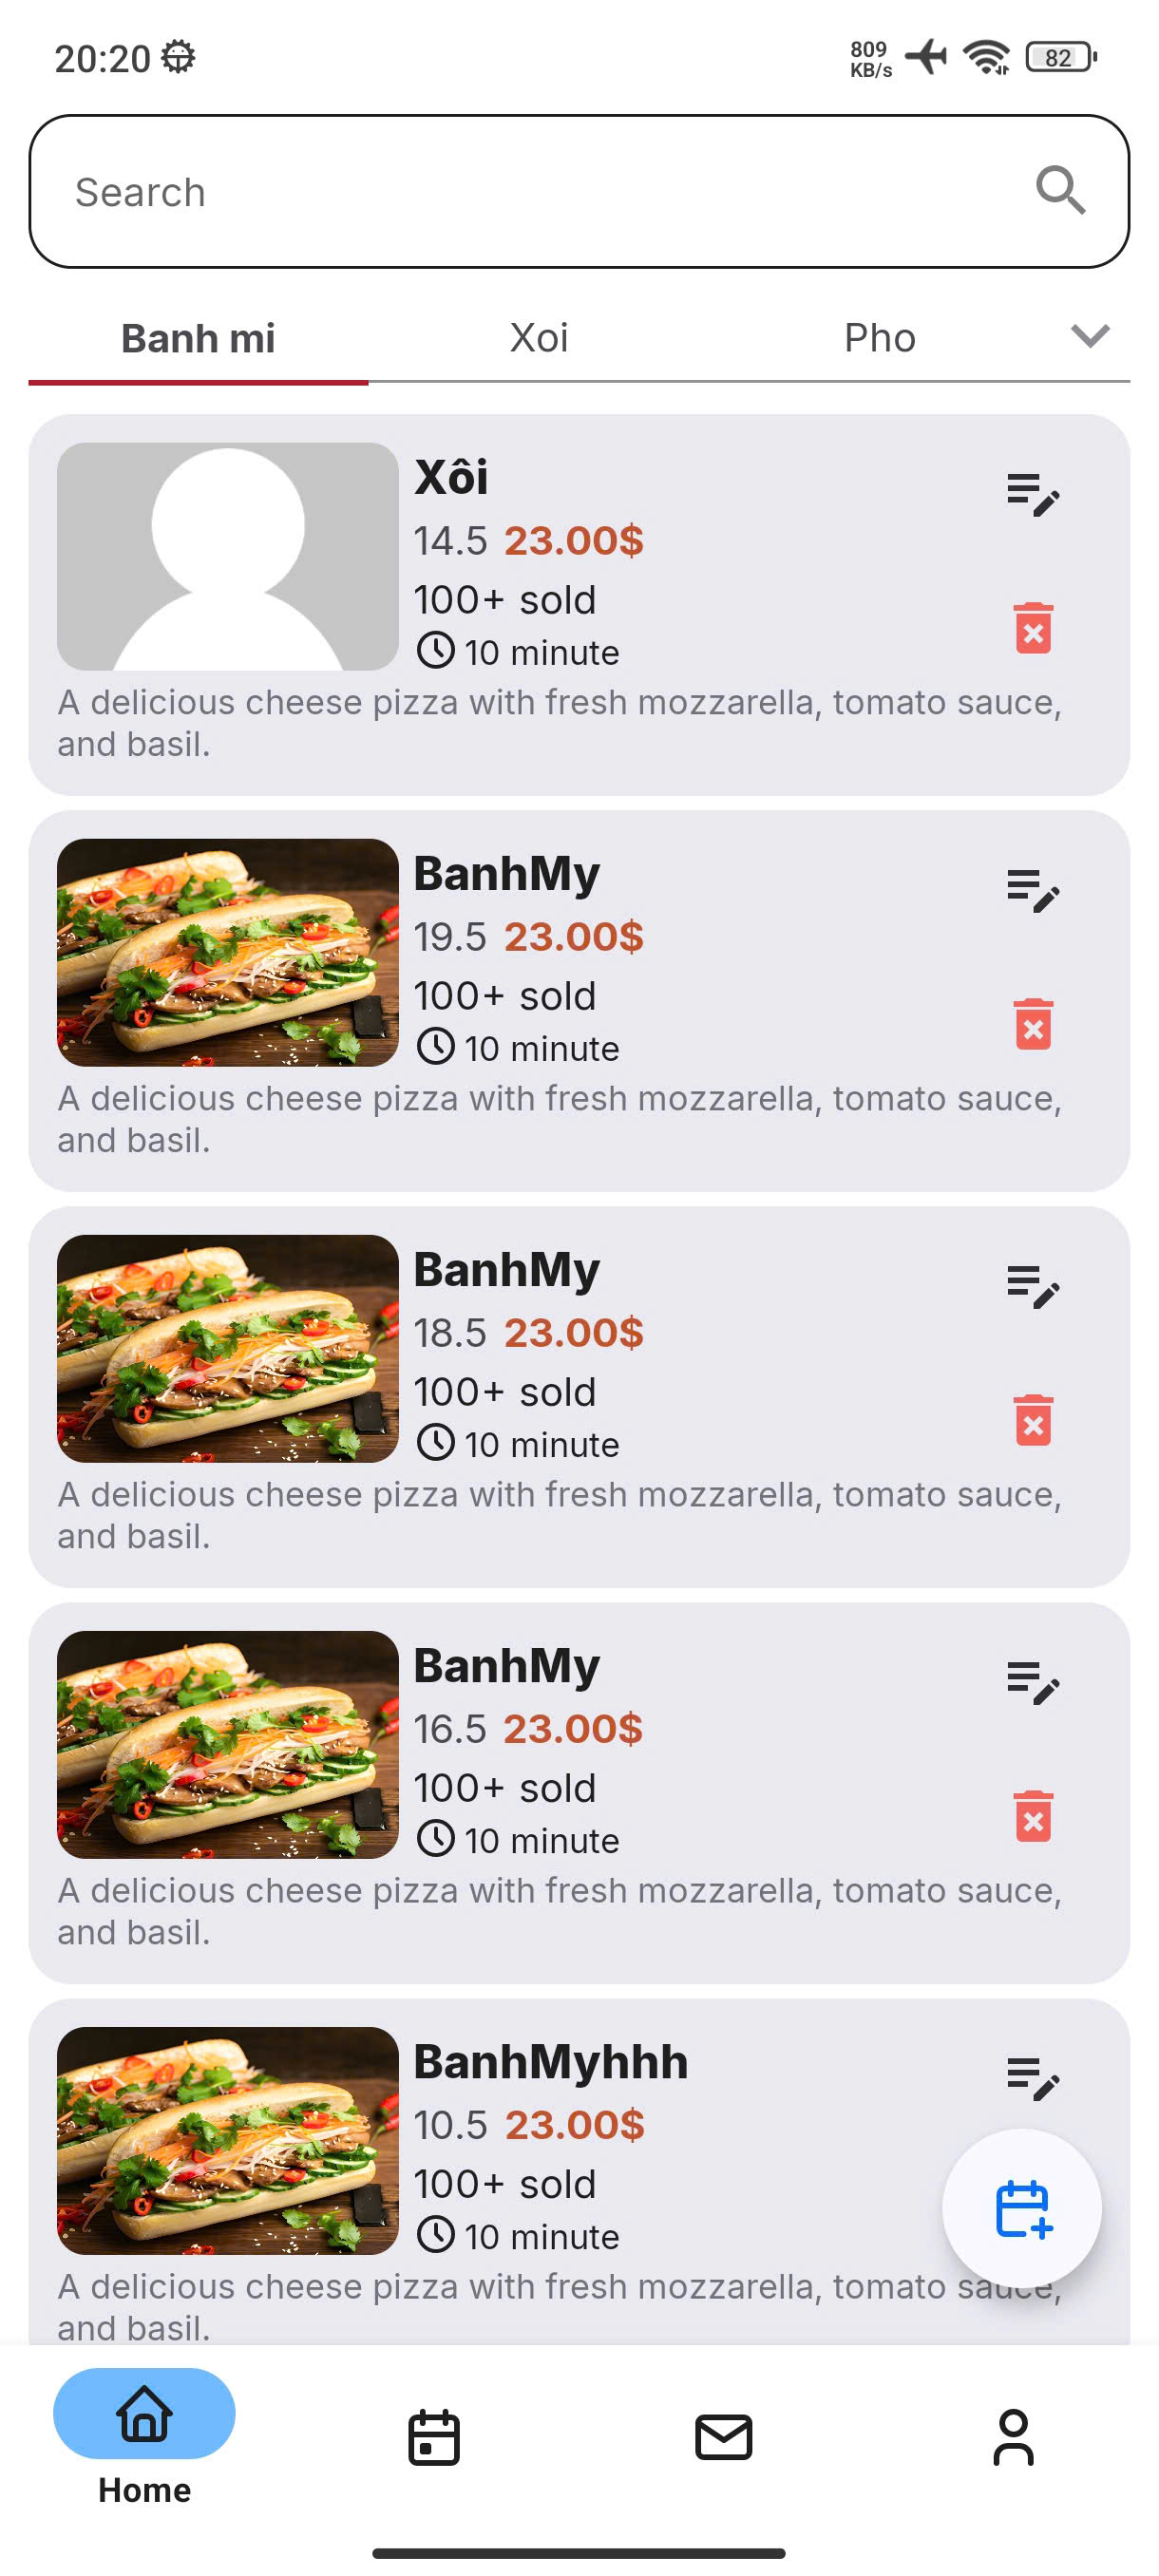 20:20
809
KB/s
82
Search
Banh mi Xoi Pho
Xôi
14.5 23.00$
100+ sold
10 minute
A delicious cheese pizza with fresh mozzarella, tomato sauce,
and basil.
BanhMy
19.5 23.00$
100+ sold
10 minute
A delicious cheese pizza with fresh mozzarella, tomato sauce,
and basil.
BanhMy
18.5 23.00$
100+ sold
10 minute
A delicious cheese pizza with fresh mozzarella, tomato sauce,
and basil.
BanhMy
16.5 23.00$
100+ sold
10 minute
A delicious cheese pizza with fresh mozzarella, tomato sauce,
and basil.
BanhMyhhh
10.5 23.00$
100+ sold
10 minute
A delicious cheese pizza with fresh mozzarella, tomato sauce,
and basil.
Home